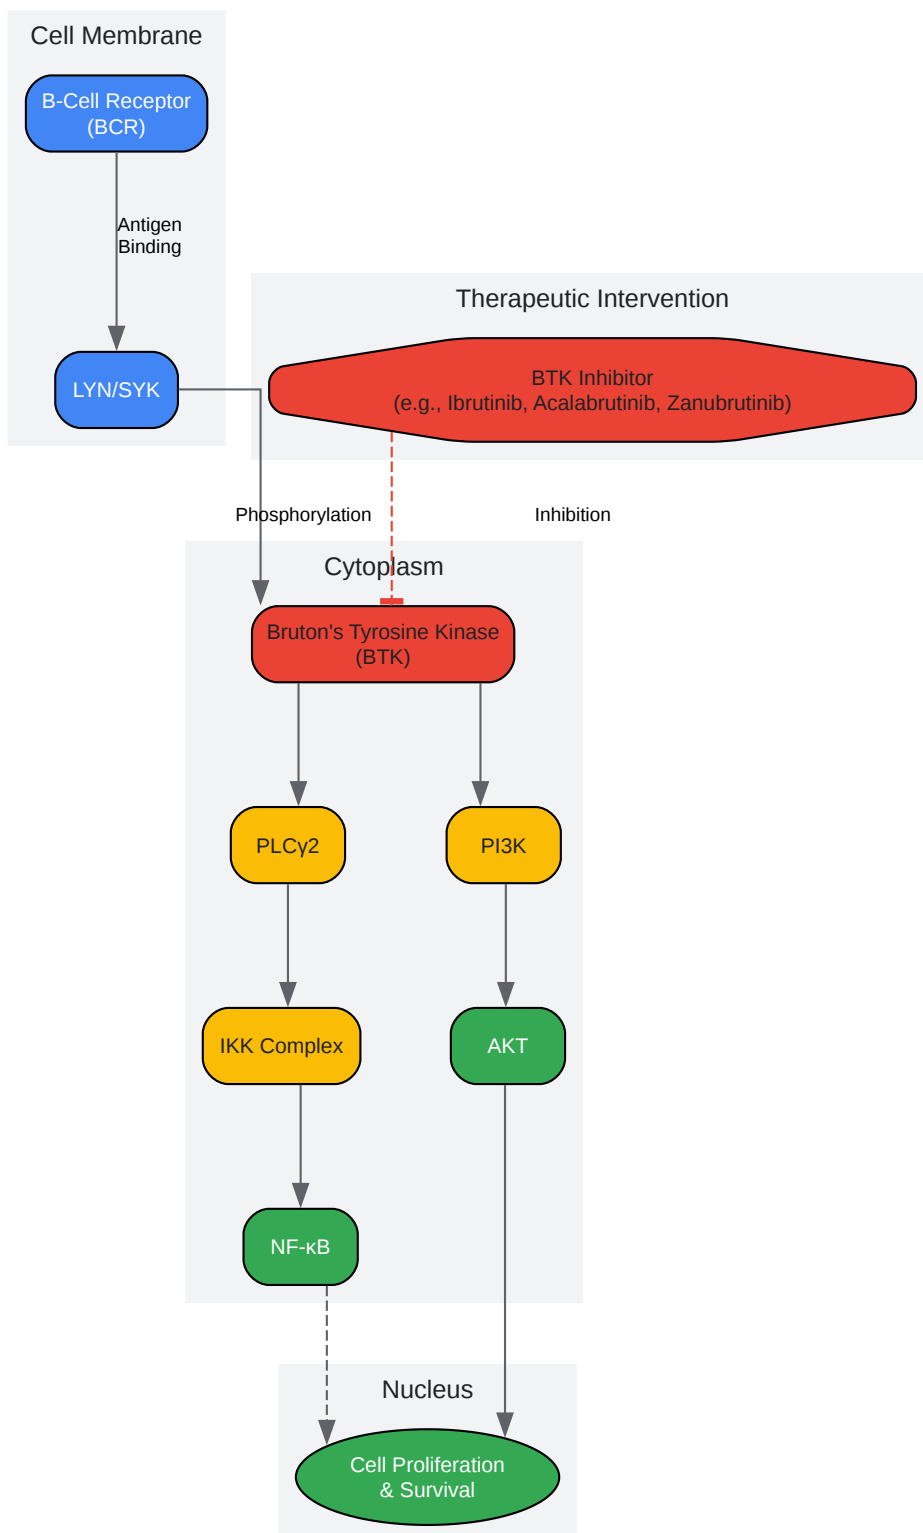 Cell Membrane
B-Cell Receptor
(BCR)
Antigen
Binding
LYN/SYK
Therapeutic Intervention
BTK Inhibitor
(e.g., Ibrutinib, Acalabrutinib, Zanubrutinib)
Phosphorylation
Inhibition
Cytoplasm
Bruton's Tyrosine Kinase
(BTK)
PLCγ2
PI3K
IKK Complex
AKT
NF-κB
Nucleus
Cell Proliferation
& Survival